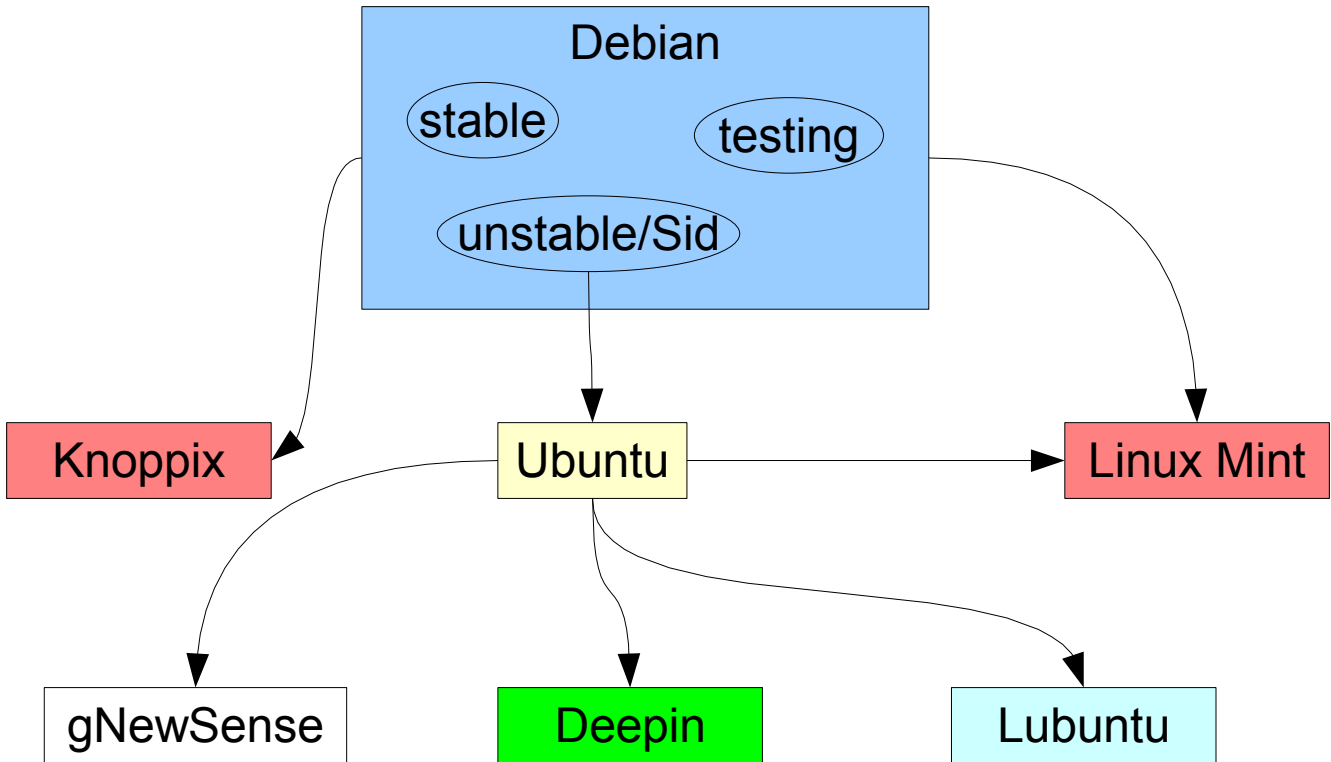 Debian
stable
testing
unstable/Sid
Knoppix
Ubuntu
Linux Mint
gNewSense
Deepin
Lubuntu